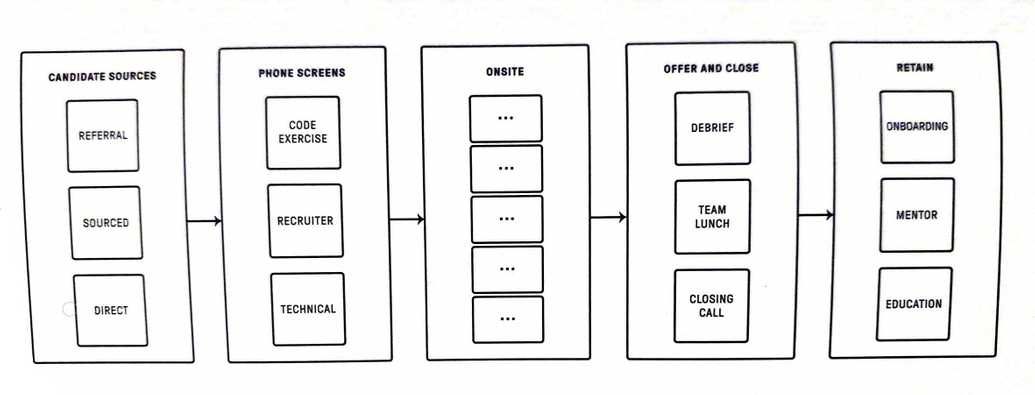 CANDIDATE SOURCES
REFERRAL
SOURCED
DIRECT
PHONE SCREENS
CODE
EXERCISE
RECRUITER
TECHNICAL
ONSITE
...
...
...
...
...
OFFER AND CLOSE
DEBRIEF
TEAM
LUNCH
CLOSING
CALL
RETAIN
ONBOARDING
MENTOR
EDUCATION